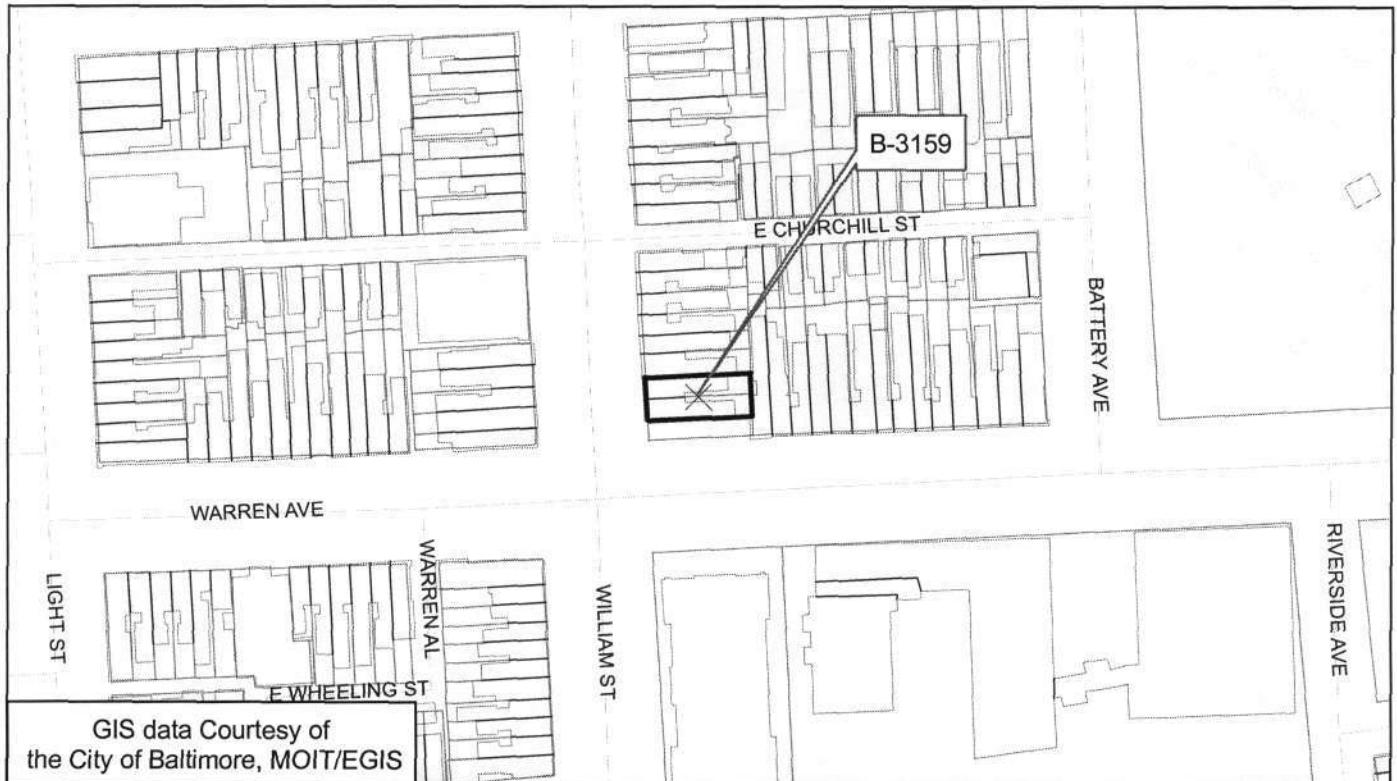 B-3159
E CHURCHILL ST
BATTERY AVE
WARREN AVE
LIGHT ST
WARREN AL
WILLIAM ST
RIVERSIDE AVE
E WHEELING ST
GIS data Courtesy of
the City of Baltimore, MOIT/EGIS